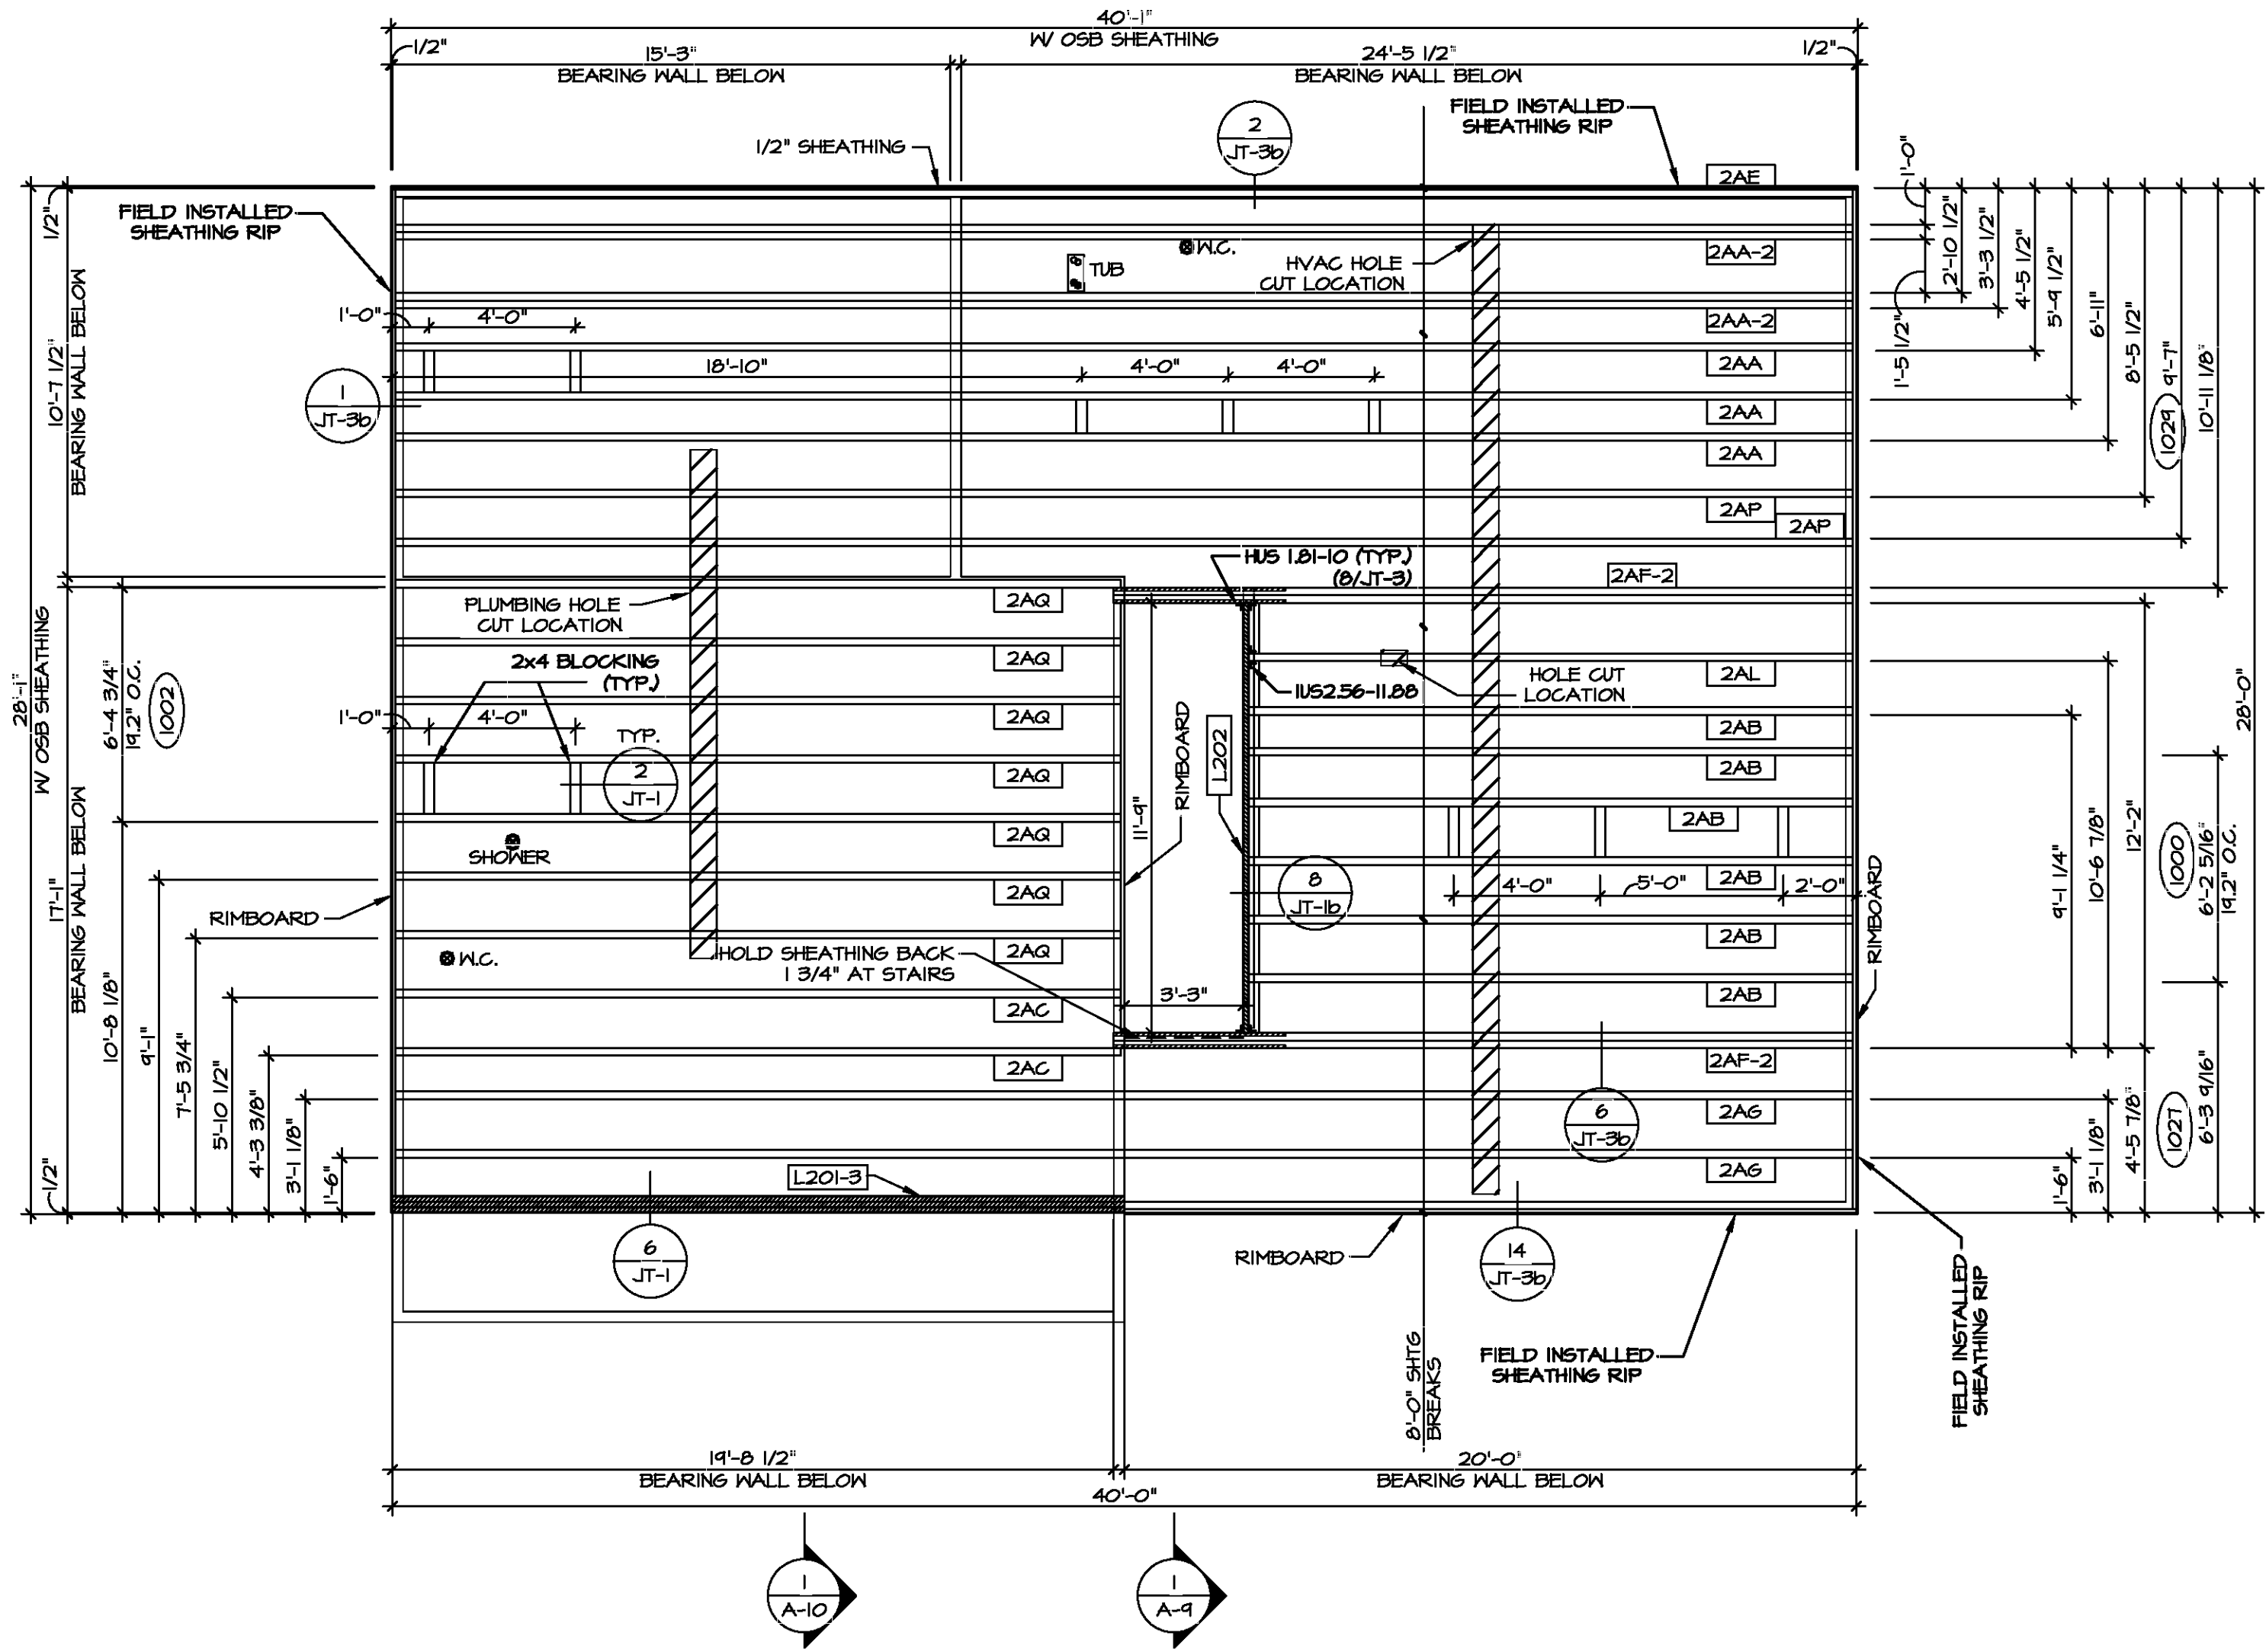 40'-1"
W/ OSB SHEATHING
1/2"
15'-3"
BEARING WALL BELOW
24'-5 1/2"
BEARING WALL BELOW
1/2"
FIELD INSTALLED
SHEATHING RIP
2
JT-3b
1/2" SHEATHING
2AE
1/2"
FIELD INSTALLED
SHEATHING RIP
W.C.
TUB
HVAC HOLE
CUT LOCATION
2AA-2
1'-0"
1'-5 1/2"
2'-10 1/2"
3'-3 1/2"
4'-5 1/2"
5'-9 1/2"
6'-11"
8'-5 1/2"
9'-7"
1029
10'-11 1/8"
28'-0"
1'-0"
4'-0"
2AA-2
18'-10"
4'-0"
4'-0"
2AA
1
JT-3b
2AA
2AA
10'-7 1/2"
BEARING WALL BELOW
2AP
2AP
HUS 1.81-10 (TYP.)
(8/JT-3)
2AF-2
PLUMBING HOLE
CUT LOCATION
2AQ
28'-1"
W/ OSB SHEATHING
6'-4 3/4"
19.2" O.C.
1002
2x4 BLOCKING
(TYP.)
2AQ
2AL
HOLE CUT
LOCATION
IUS2.56-11.88
1'-0"
4'-0"
2AQ
2AB
TYP.
2
JT-1
2AQ
RIMBOARD
L202
2AB
11'-9"
2AB
2AQ
SHOWER
8
JT-1b
2AB
4'-0"
5'-0"
2'-0"
RIMBOARD
2AQ
17'-1"
BEARING WALL BELOW
RIMBOARD
2AB
W.C.
2AQ
HOLD SHEATHING BACK
1 3/4" AT STAIRS
3'-3"
2AB
2AC
2AC
2AF-2
9'-1 1/4"
10'-6 7/8"
12'-2"
1000
6'-2 5/16"
19.2" O.C.
10'-8 1/8"
9'-1"
7'-5 3/4"
5'-10 1/2"
4'-3 3/8"
3'-1 1/8"
1'-6"
1/2"
2AG
6
JT-3b
2AG
L201-3
1'-6"
3'-1 1/8"
4'-5 7/8"
1027
6'-3 9/16"
6
JT-1
RIMBOARD
14
JT-3b
FIELD INSTALLED
SHEATHING RIP
FIELD INSTALLED
SHEATHING RIP
8'-0" SHTG
BREAKS
19'-8 1/2"
BEARING WALL BELOW
20'-0"
BEARING WALL BELOW
40'-0"
1
A-10
1
A-9